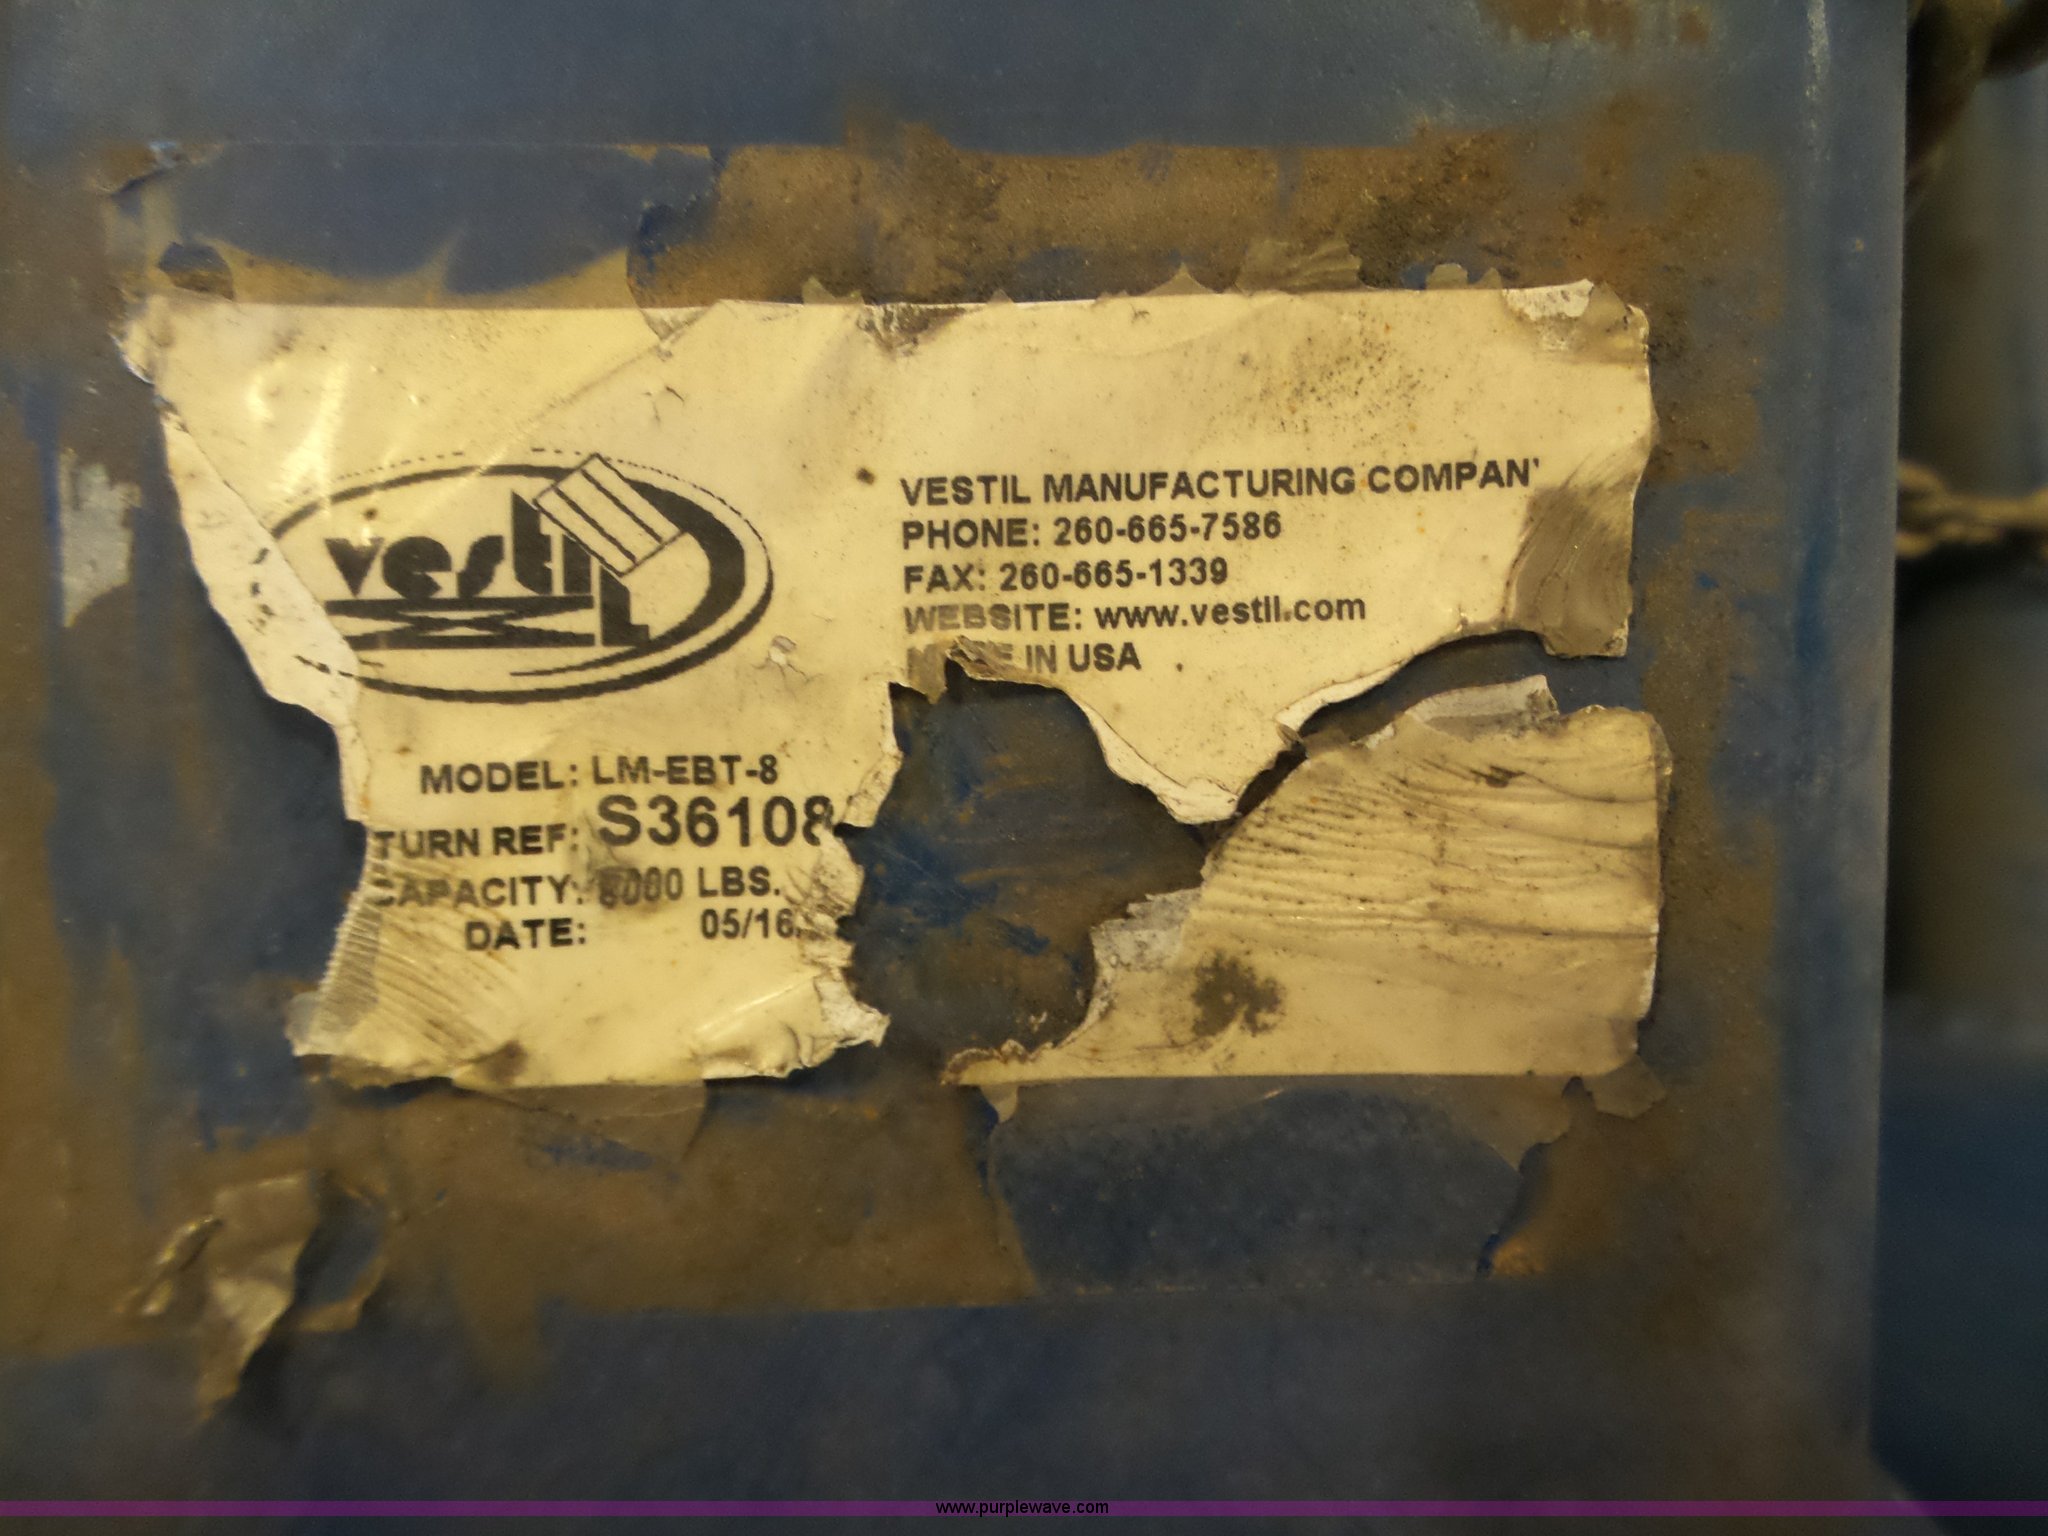 vestil
VESTIL MANUFACTURING COMPAN
PHONE: 260-665-7586
FAX: 260-665-1339
WEBSITE: www.vestil.com
IN USA
MODEL: LM-EBT-8
TURN REF: S36108
CAPACITY: LBS.
DATE: 05/16
www.purplewave.com